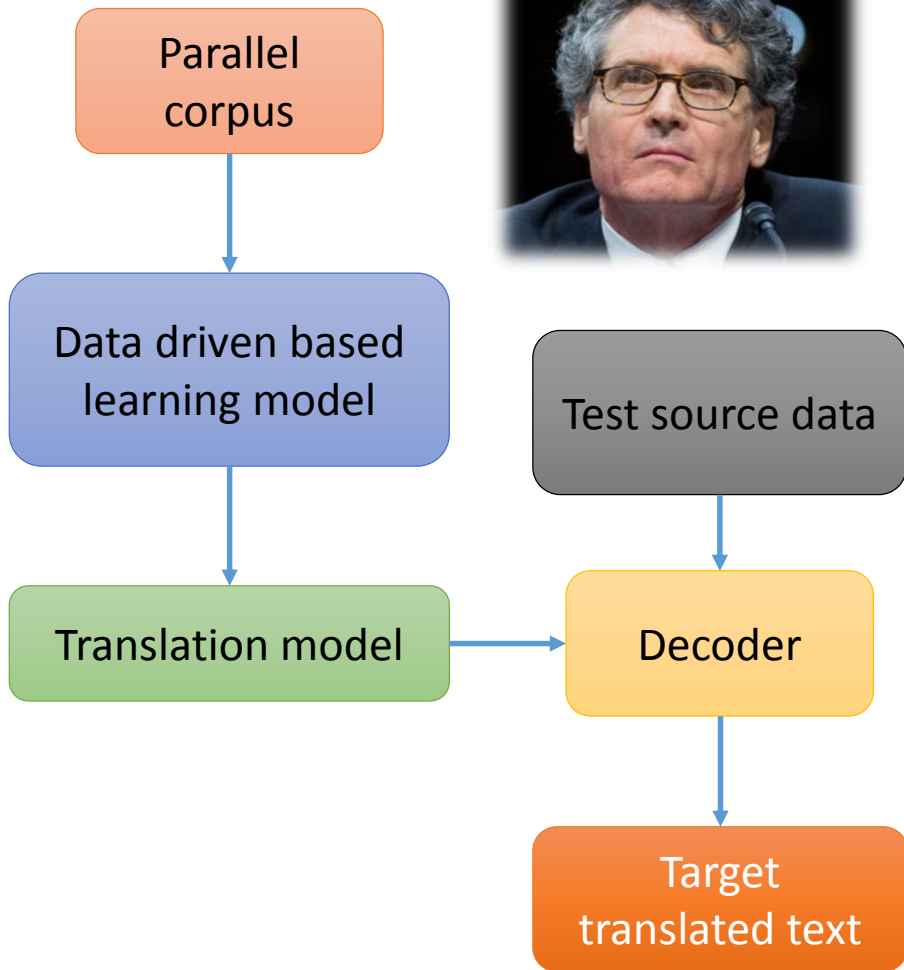 Parallel
corpus
Data driven based
learning model
Test source data
Translation model
Decoder
Target
translated text